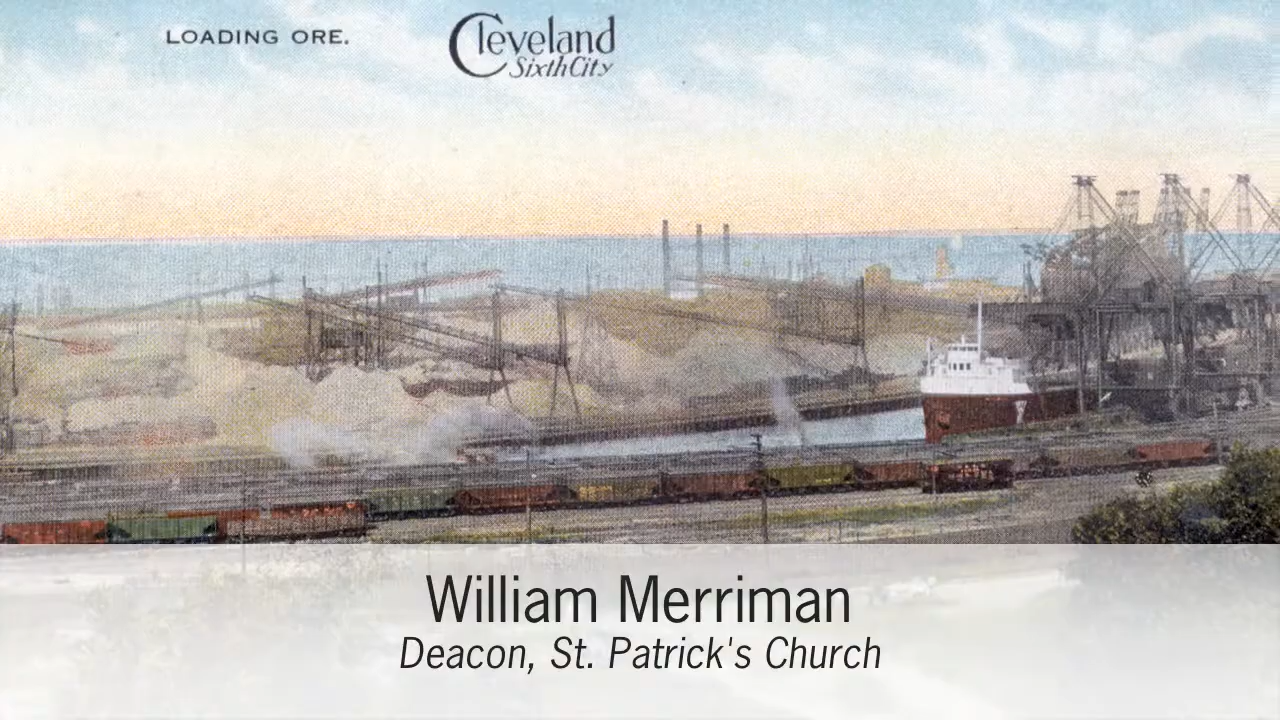 LOADING ORE.
Cleveland
Sixth City
William Merriman
Deacon, St. Patrick's Church